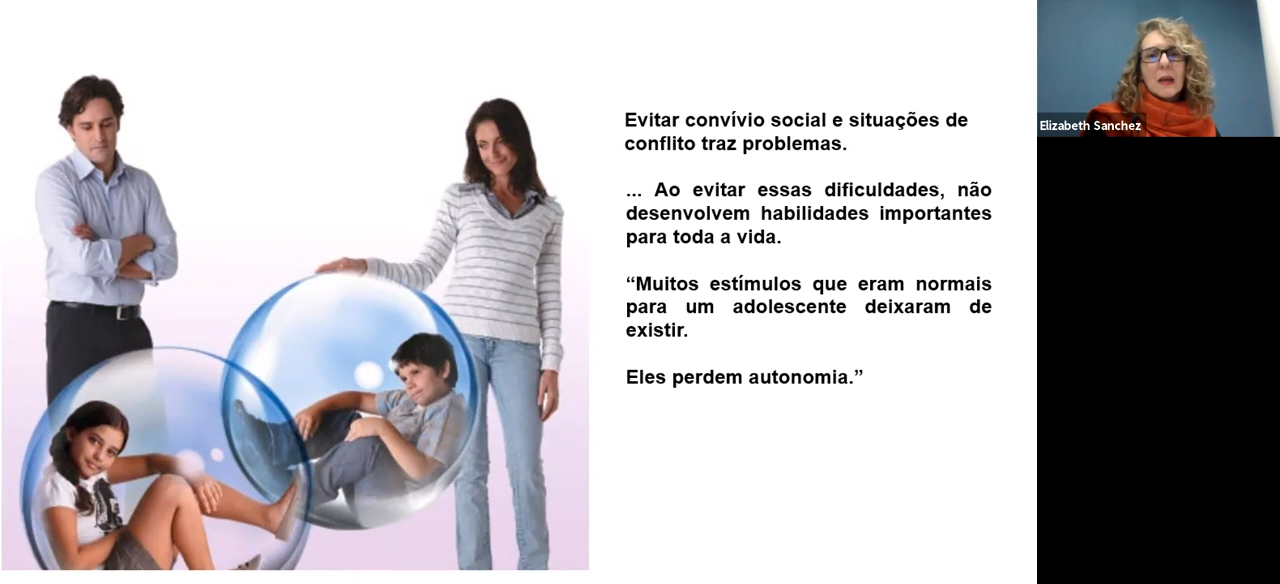 Evitar convívio social e situações de
conflito traz problemas.
... Ao evitar essas dificuldades, não
desenvolvem habilidades importantes
para toda a vida.
“Muitos estímulos que eram normais
para um adolescente deixaram de
existir.
Eles perdem autonomia.”
Elizabeth Sanchez